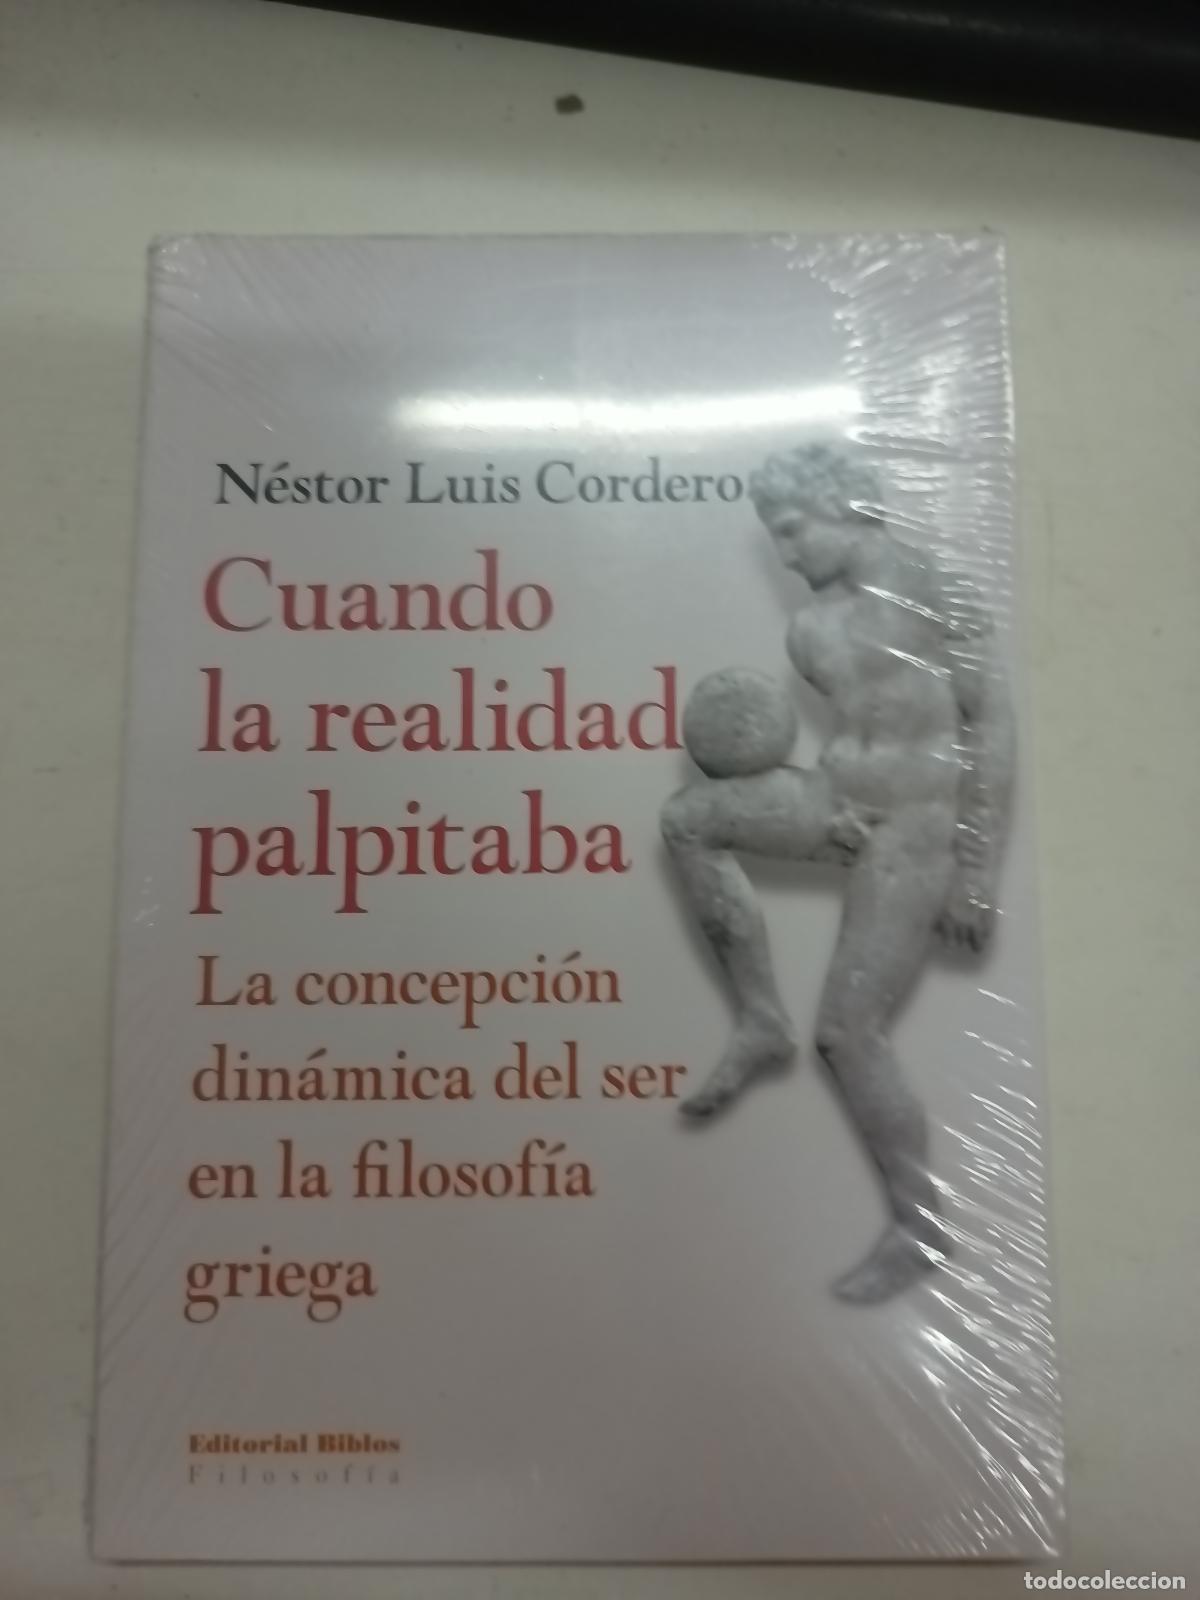 Néstor Luis Cordero
Cuando
la realidad
palpitaba
La concepción
dinámica del ser
en la filosofía
griega
Editorial Biblos
Filosofía
todocoleccion